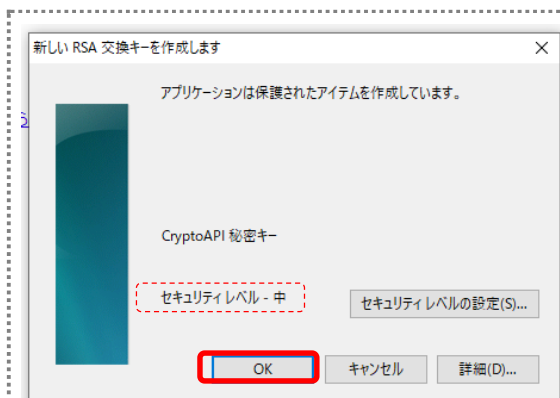 新しい RSA 交換キーを作成します
アプリケーションは保護されたアイテムを作成しています。
CryptoAPI 秘密キー
セキュリティ レベル - 中
セキュリティ レベルの設定(S)...
OK
キャンセル
詳細(D)...